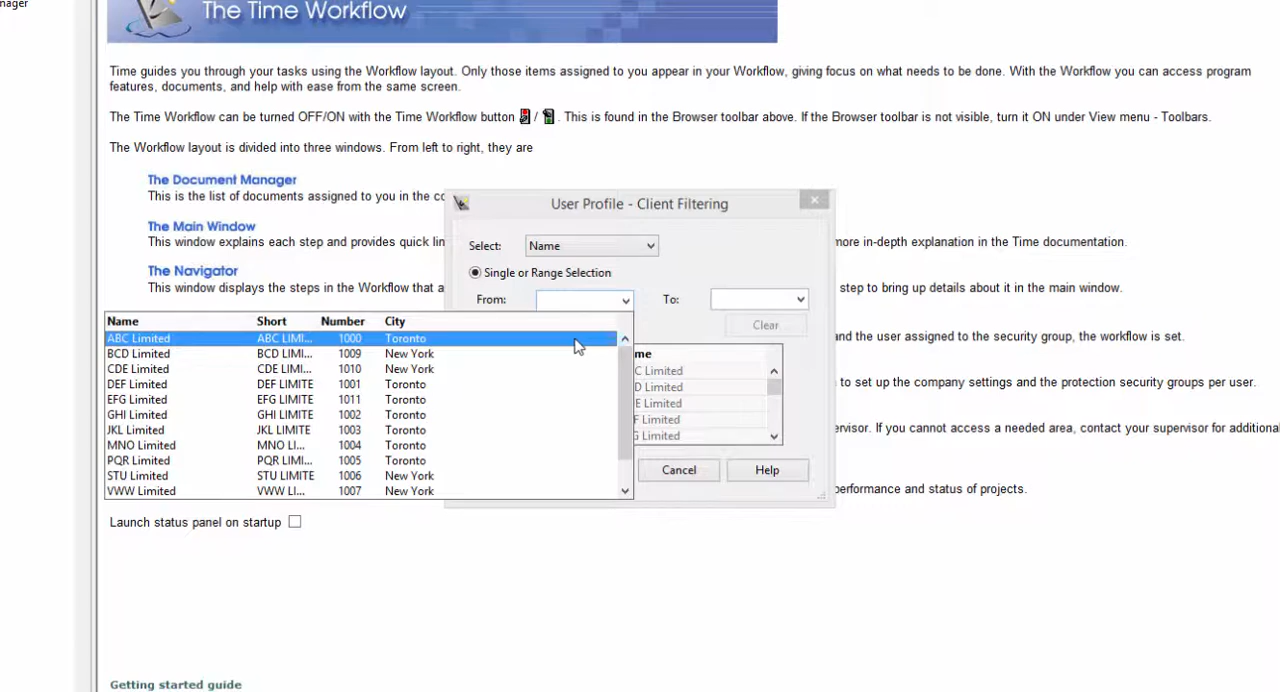 nager
The Time Workflow
Time guides you through your tasks using the Workflow layout. Only those items assigned to you appear in your Workflow, giving focus on what needs to be done. With the Workflow you can access program
features, documents, and help with ease from the same screen.
The Time Workflow can be turned OFF/ON with the Time Workflow button / . This is found in the Browser toolbar above. If the Browser toolbar is not visible, turn it ON under View menu - Toolbars.
The Workflow layout is divided into three windows. From left to right, they are
The Document Manager
This is the list of documents assigned to you in the co
The Main Window
This window explains each step and provides quick lin
more in-depth explanation in the Time documentation.
The Navigator
This window displays the steps in the Workflow that a
step to bring up details about it in the main window.
and the user assigned to the security group, the workflow is set.
to set up the company settings and the protection security groups per user.
ervisor. If you cannot access a needed area, contact your supervisor for additional
performance and status of projects.
User Profile - Client Filtering
Select: Name
Single or Range Selection
From: To:
Clear
Name Short Number City
ABC Limited ABC LIMI... 1000 Toronto
BCD Limited BCD LIMI... 1009 New York
CDE Limited CDE LIMI... 1010 New York
DEF Limited DEF LIMITE 1001 Toronto
EFG Limited EFG LIMITE 1011 Toronto
GHI Limited GHI LIMITE 1002 Toronto
JKL Limited JKL LIMITE 1003 Toronto
MNO Limited MNO LI... 1004 Toronto
PQR Limited PQR LIMI... 1005 Toronto
STU Limited STU LIMITE 1006 New York
VWW Limited VWW LI... 1007 New York
me
C Limited
D Limited
E Limited
F Limited
G Limited
Cancel Help
Launch status panel on startup
Getting started guide